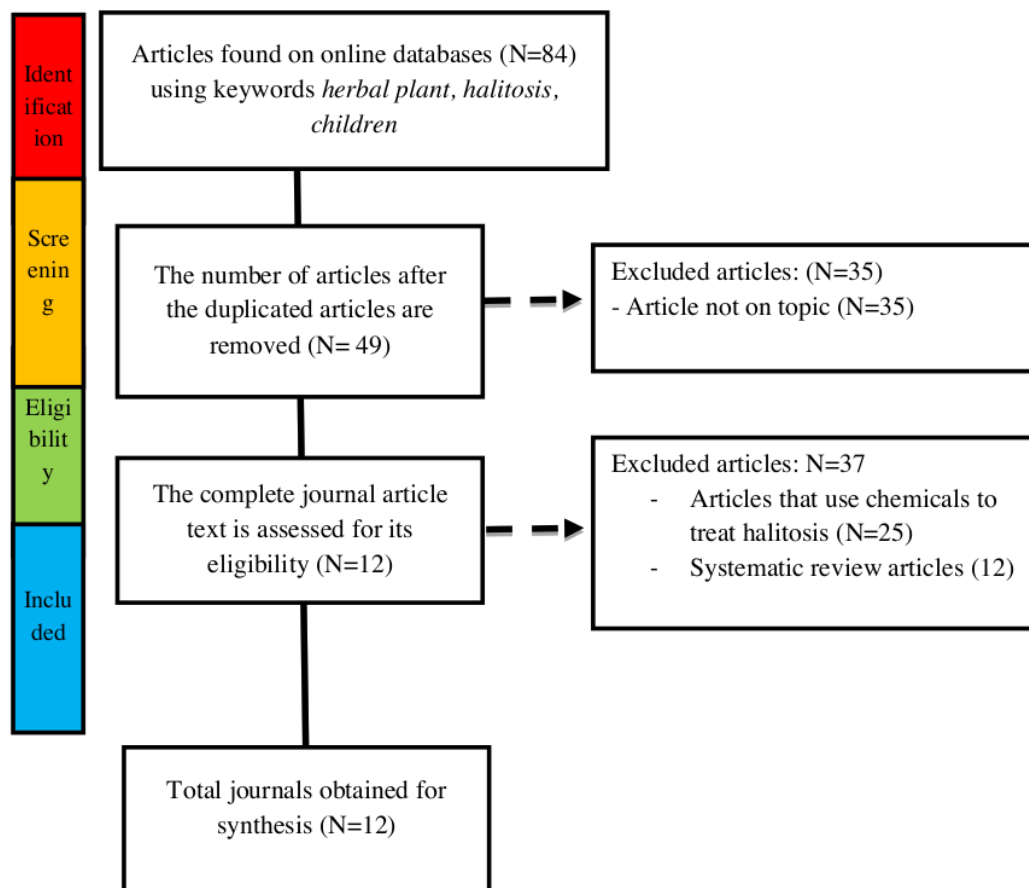 Ident
ificat
ion
Articles found on online databases (N=84)
using keywords herbal plant, halitosis,
children
Scre
enin
g
The number of articles after
the duplicated articles are
removed (N= 49)
Excluded articles: (N=35)
- Article not on topic (N=35)
Eligi
bilit
y
The complete journal article
text is assessed for its
eligibility (N=12)
Excluded articles: N=37
- Articles that use chemicals to
treat halitosis (N=25)
- Systematic review articles (12)
Inclu
ded
Total journals obtained for
synthesis (N=12)